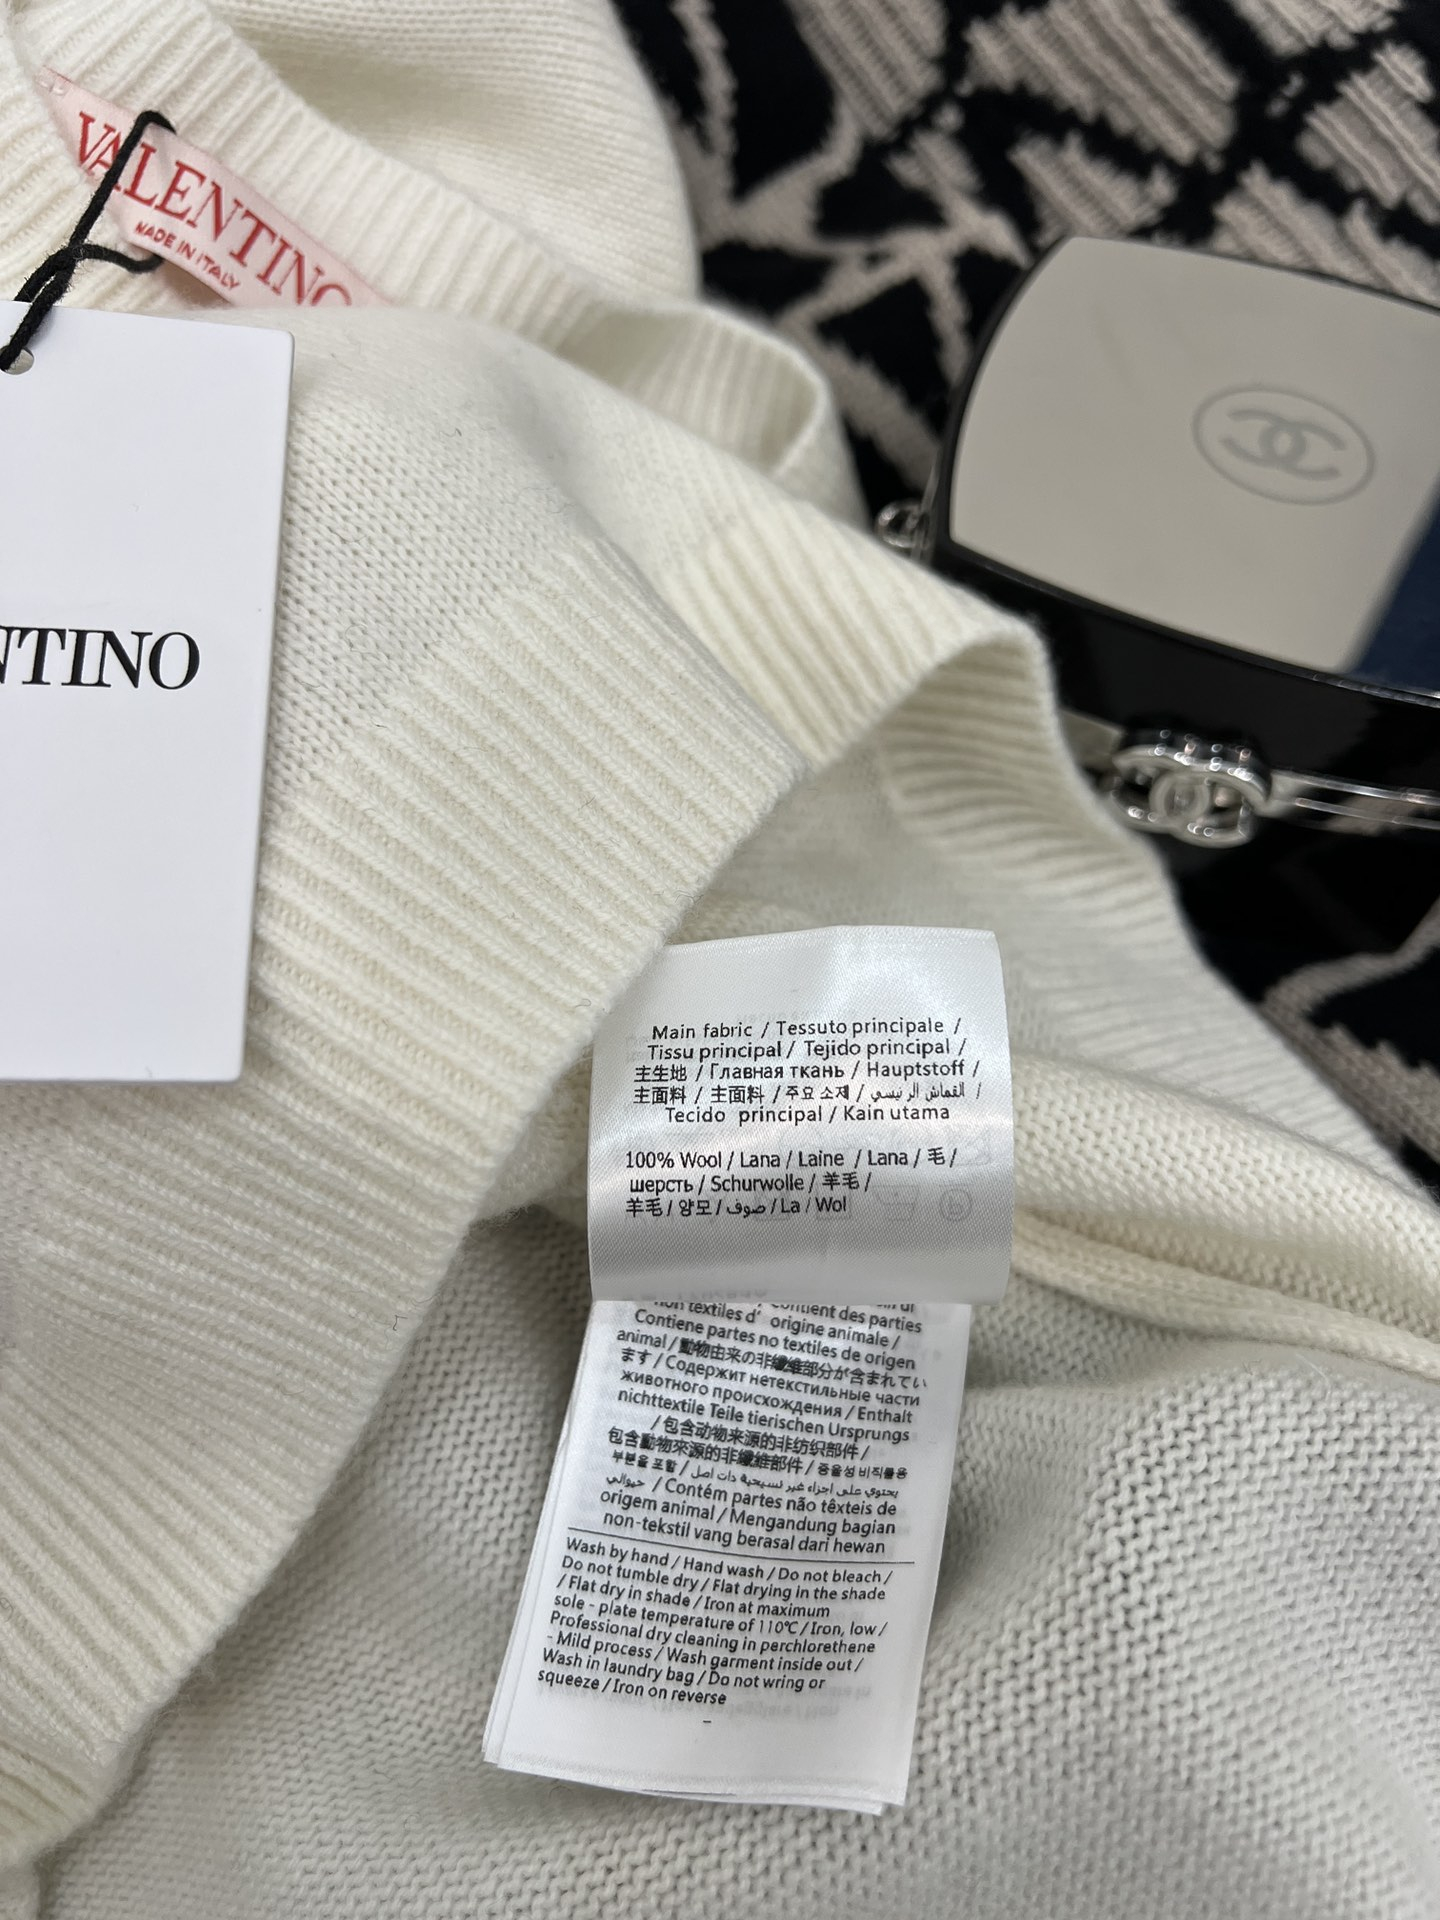 VALENTINO
MADE IN ITALY
NTINO
Main fabric / Tessuto principale /
Tissu principal / Tejido principal /
主生地 / Главная ткань / Hauptstoff /
主面料 / 主面料 / 주요 소재 / القماش الرئيسي /
Tecido principal / Kain utama
100% Wool / Lana / Laine / Lana / 毛 /
шерсть / Schurwolle / 羊毛 /
羊毛 / 양모 / صوف / La / Wol
non textiles d' origine animale /
Contiene partes no textiles de origen
animal / 動物由来の非繊維部分が含まれてい
ます / Содержит нетекстильные части
животного происхождения / Enthalt
nichttextile Teile tierischen Ursprungs
/ 包含动物来源的非纺织部件 /
包含動物來源的非纖維部件 /
/ Contém partes não têxteis de
origem animal / Mengandung bagian
non-tekstil vang berasal dari hewan
Wash by hand / Hand wash / Do not bleach /
Do not tumble dry / Flat drying in the shade
/ Flat dry in shade / Iron at maximum
sole - plate temperature of 110℃ / Iron, low /
Professional dry cleaning in perchlorethene
- Mild process / Wash garment inside out /
Wash in laundry bag / Do not wring or
squeeze / Iron on reverse
-